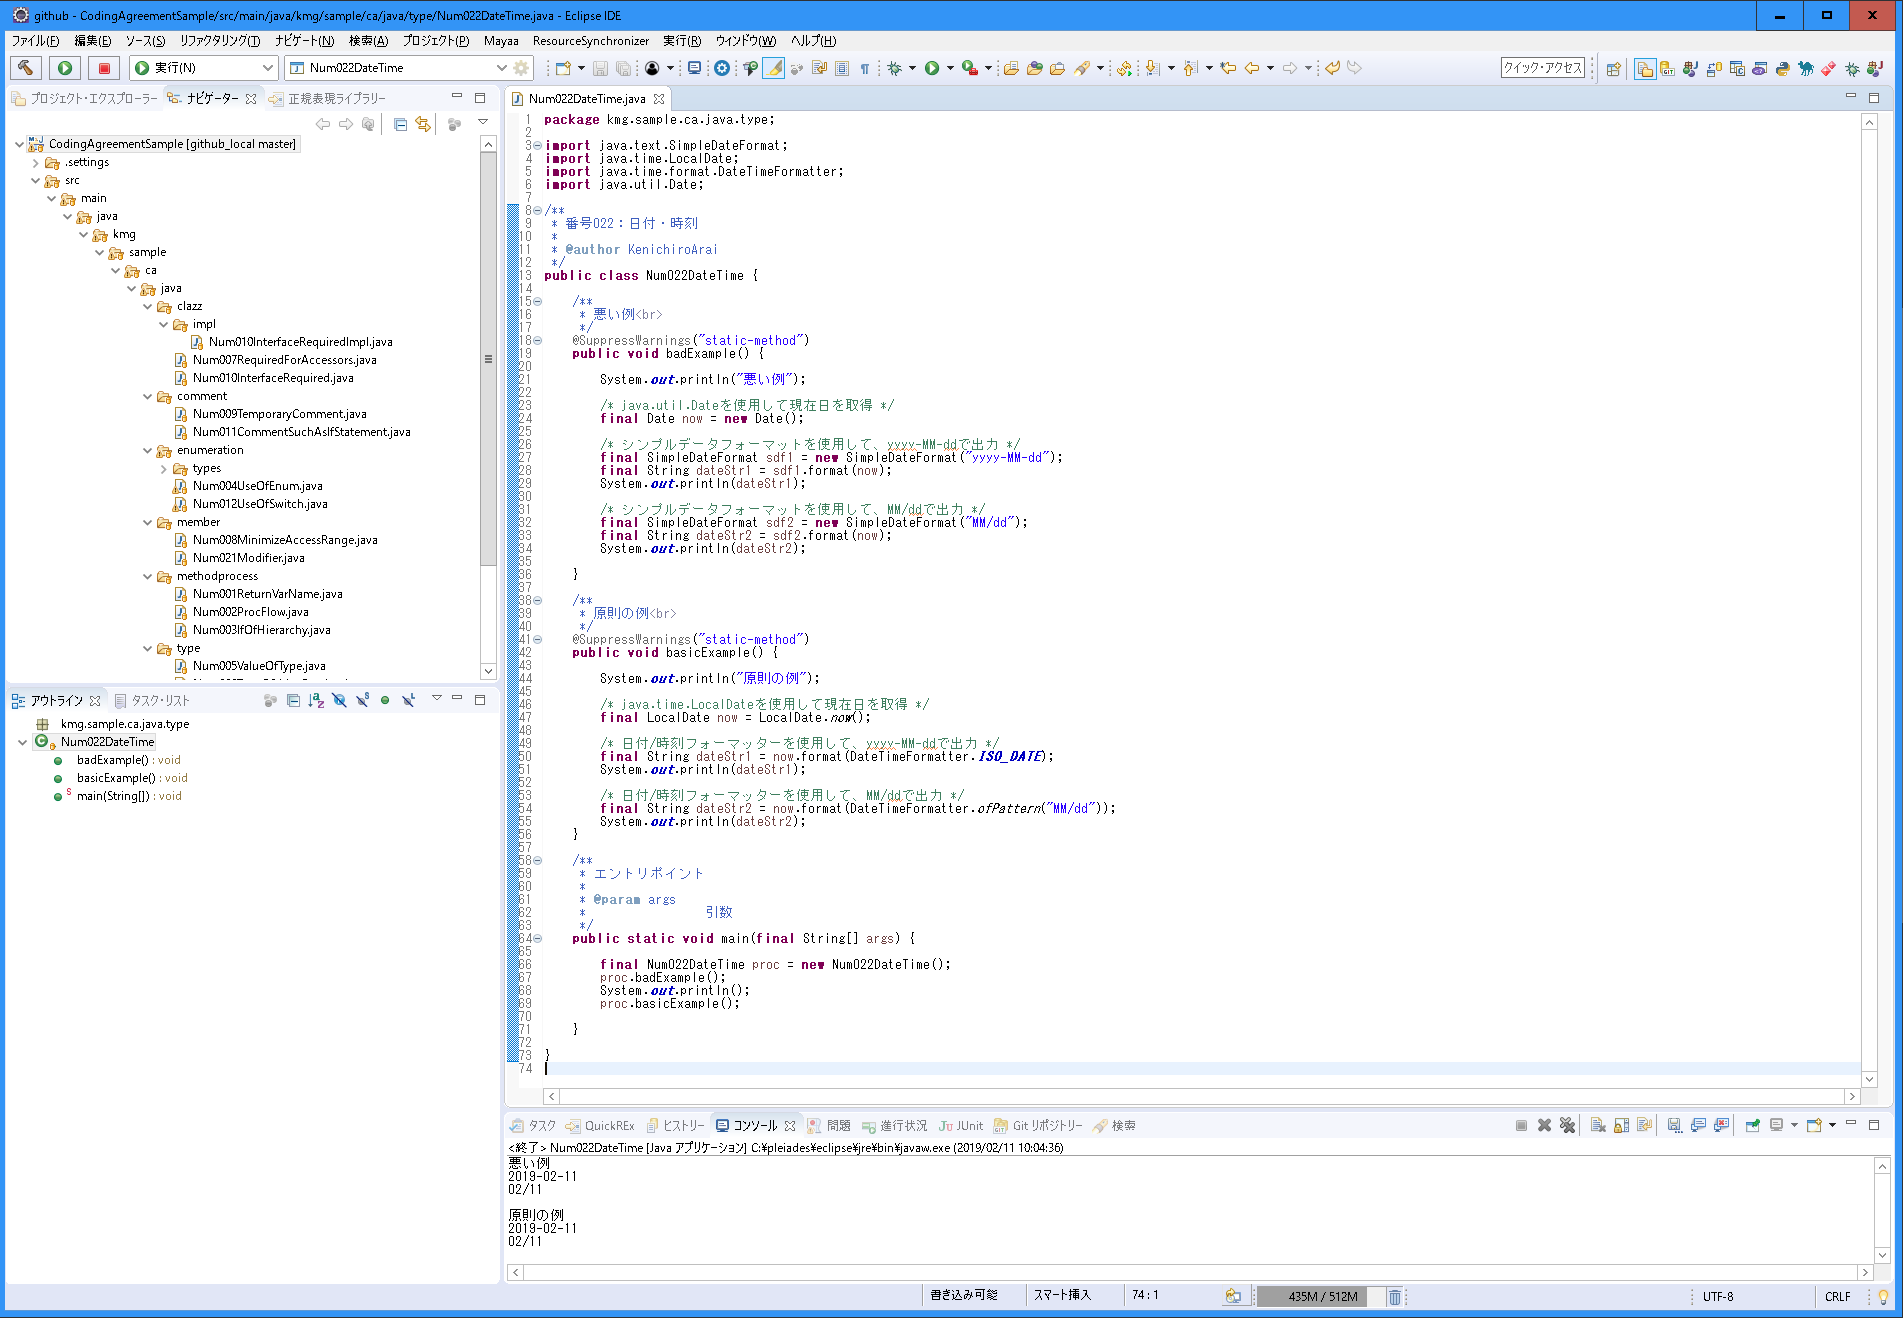 github - CodingAgreementSample/src/main/java/kmg/sample/ca/java/type/Num022DateTime.java - Eclipse IDE
ファイル(F) 編集(E) ソース(S) リファクタリング(T) ナビゲート(N) 検索(A) プロジェクト(P) Mayaa ResourceSynchronizer 実行(R) ウィンドウ(W) ヘルプ(H)
実行(N) Num022DateTime クイック・アクセス
プロジェクト・エクスプローラー ナビゲーター 正規表現ライブラリー
CodingAgreementSample [github_local master]
.settings
src
main
java
kmg
sample
ca
java
clazz
impl
Num010InterfaceRequiredImpl.java
Num007RequiredForAccessors.java
Num010InterfaceRequired.java
comment
Num009TemporaryComment.java
Num011CommentSuchAsIfStatement.java
enumeration
types
Num004UseOfEnum.java
Num012UseOfSwitch.java
member
Num008MinimizeAccessRange.java
Num021Modifier.java
methodprocess
Num001ReturnVarName.java
Num002ProcFlow.java
Num003IfOfHierarchy.java
type
Num005ValueOfType.java
アウトライン タスク・リスト
kmg.sample.ca.java.type
Num022DateTime
badExample() : void
basicExample() : void
main(String[]) : void
Num022DateTime.java
1 package kmg.sample.ca.java.type;
2
3 import java.text.SimpleDateFormat;
4 import java.time.LocalDate;
5 import java.time.format.DateTimeFormatter;
6 import java.util.Date;
7
8 /**
9 * 番号022：日付・時刻
10 *
11 * @author KenichiroArai
12 */
13 public class Num022DateTime {
14
15 /**
16 * 悪い例<br>
17 */
18 @SuppressWarnings("static-method")
19 public void badExample() {
20
21 System.out.println("悪い例");
22
23 /* java.util.Dateを使用して現在日を取得 */
24 final Date now = new Date();
25
26 /* シンプルデータフォーマットを使用して、yyyy-MM-ddで出力 */
27 final SimpleDateFormat sdf1 = new SimpleDateFormat("yyyy-MM-dd");
28 final String dateStr1 = sdf1.format(now);
29 System.out.println(dateStr1);
30
31 /* シンプルデータフォーマットを使用して、MM/ddで出力 */
32 final SimpleDateFormat sdf2 = new SimpleDateFormat("MM/dd");
33 final String dateStr2 = sdf2.format(now);
34 System.out.println(dateStr2);
35
36 }
37
38 /**
39 * 原則の例<br>
40 */
41 @SuppressWarnings("static-method")
42 public void basicExample() {
43
44 System.out.println("原則の例");
45
46 /* java.time.LocalDateを使用して現在日を取得 */
47 final LocalDate now = LocalDate.now();
48
49 /* 日付/時刻フォーマッターを使用して、yyyy-MM-ddで出力 */
50 final String dateStr1 = now.format(DateTimeFormatter.ISO_DATE);
51 System.out.println(dateStr1);
52
53 /* 日付/時刻フォーマッターを使用して、MM/ddで出力 */
54 final String dateStr2 = now.format(DateTimeFormatter.ofPattern("MM/dd"));
55 System.out.println(dateStr2);
56 }
57
58 /**
59 * エントリポイント
60 *
61 * @param args
62 * 引数
63 */
64 public static void main(final String[] args) {
65
66 final Num022DateTime proc = new Num022DateTime();
67 proc.badExample();
68 System.out.println();
69 proc.basicExample();
70
71 }
72
73 }
74
タスク QuickREx ヒストリー コンソール 問題 進行状況 JUnit Git リポジトリー 検索
<終了> Num022DateTime [Java アプリケーション] C:¥pleiades¥eclipse¥jre¥bin¥javaw.exe (2019/02/11 10:04:36)
悪い例
2019-02-11
02/11
原則の例
2019-02-11
02/11
書き込み可能 スマート挿入 74 : 1 435M / 512M UTF-8 CRLF